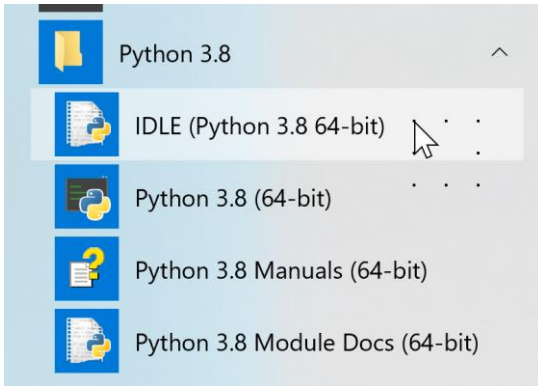 Python 3.8
IDLE (Python 3.8 64-bit)
Python 3.8 (64-bit)
Python 3.8 Manuals (64-bit)
Python 3.8 Module Docs (64-bit)